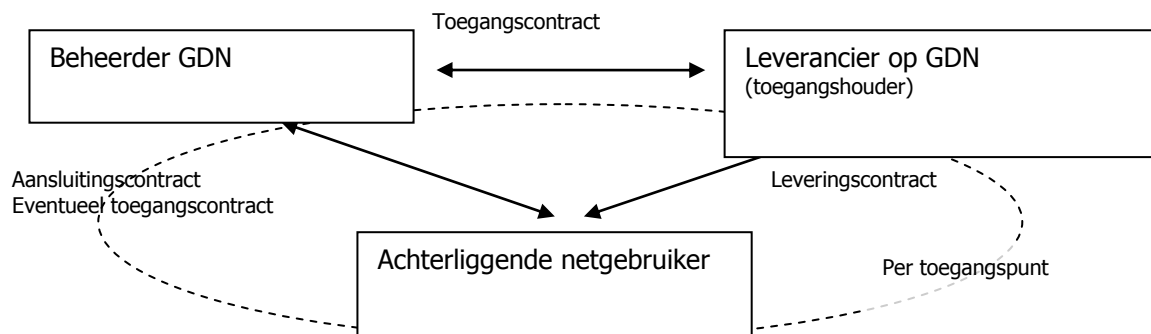 Toegangscontract
Beheerder GDN
Leverancier op GDN
(toegangshouder)
Aansluitingscontract
Eventueel toegangscontract
Leveringscontract
Achterliggende netgebruiker
Per toegangspunt